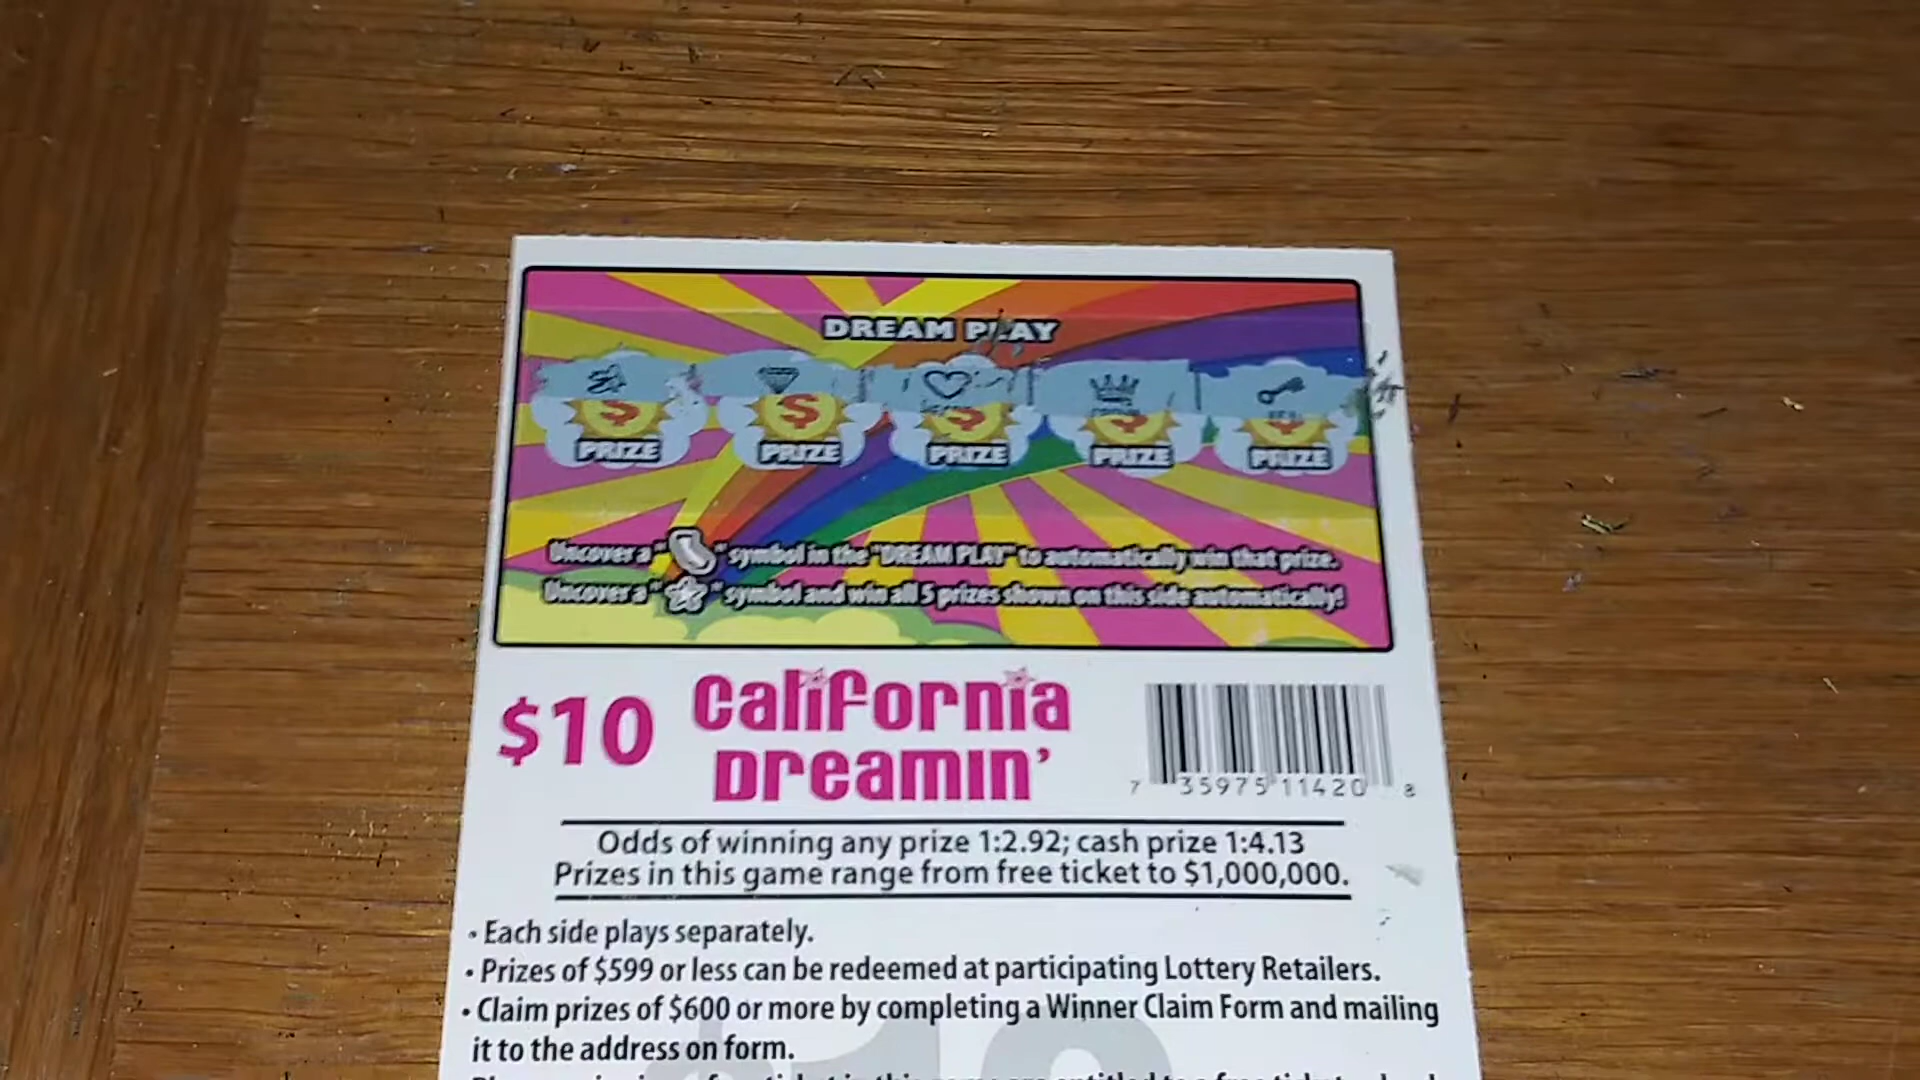 DREAM PLAY
$ $ $ $ $
PRIZE PRIZE PRIZE PRIZE PRIZE
Uncover a " " symbol in the "DREAM PLAY" to automatically win that prize.
Uncover a " " symbol and win all 5 prizes shown on this side automatically!
$10 California
Dreamin'
7 35975 11420 8
Odds of winning any prize 1:2.92; cash prize 1:4.13
Prizes in this game range from free ticket to $1,000,000.
• Each side plays separately.
• Prizes of $599 or less can be redeemed at participating Lottery Retailers.
• Claim prizes of $600 or more by completing a Winner Claim Form and mailing
it to the address on form.